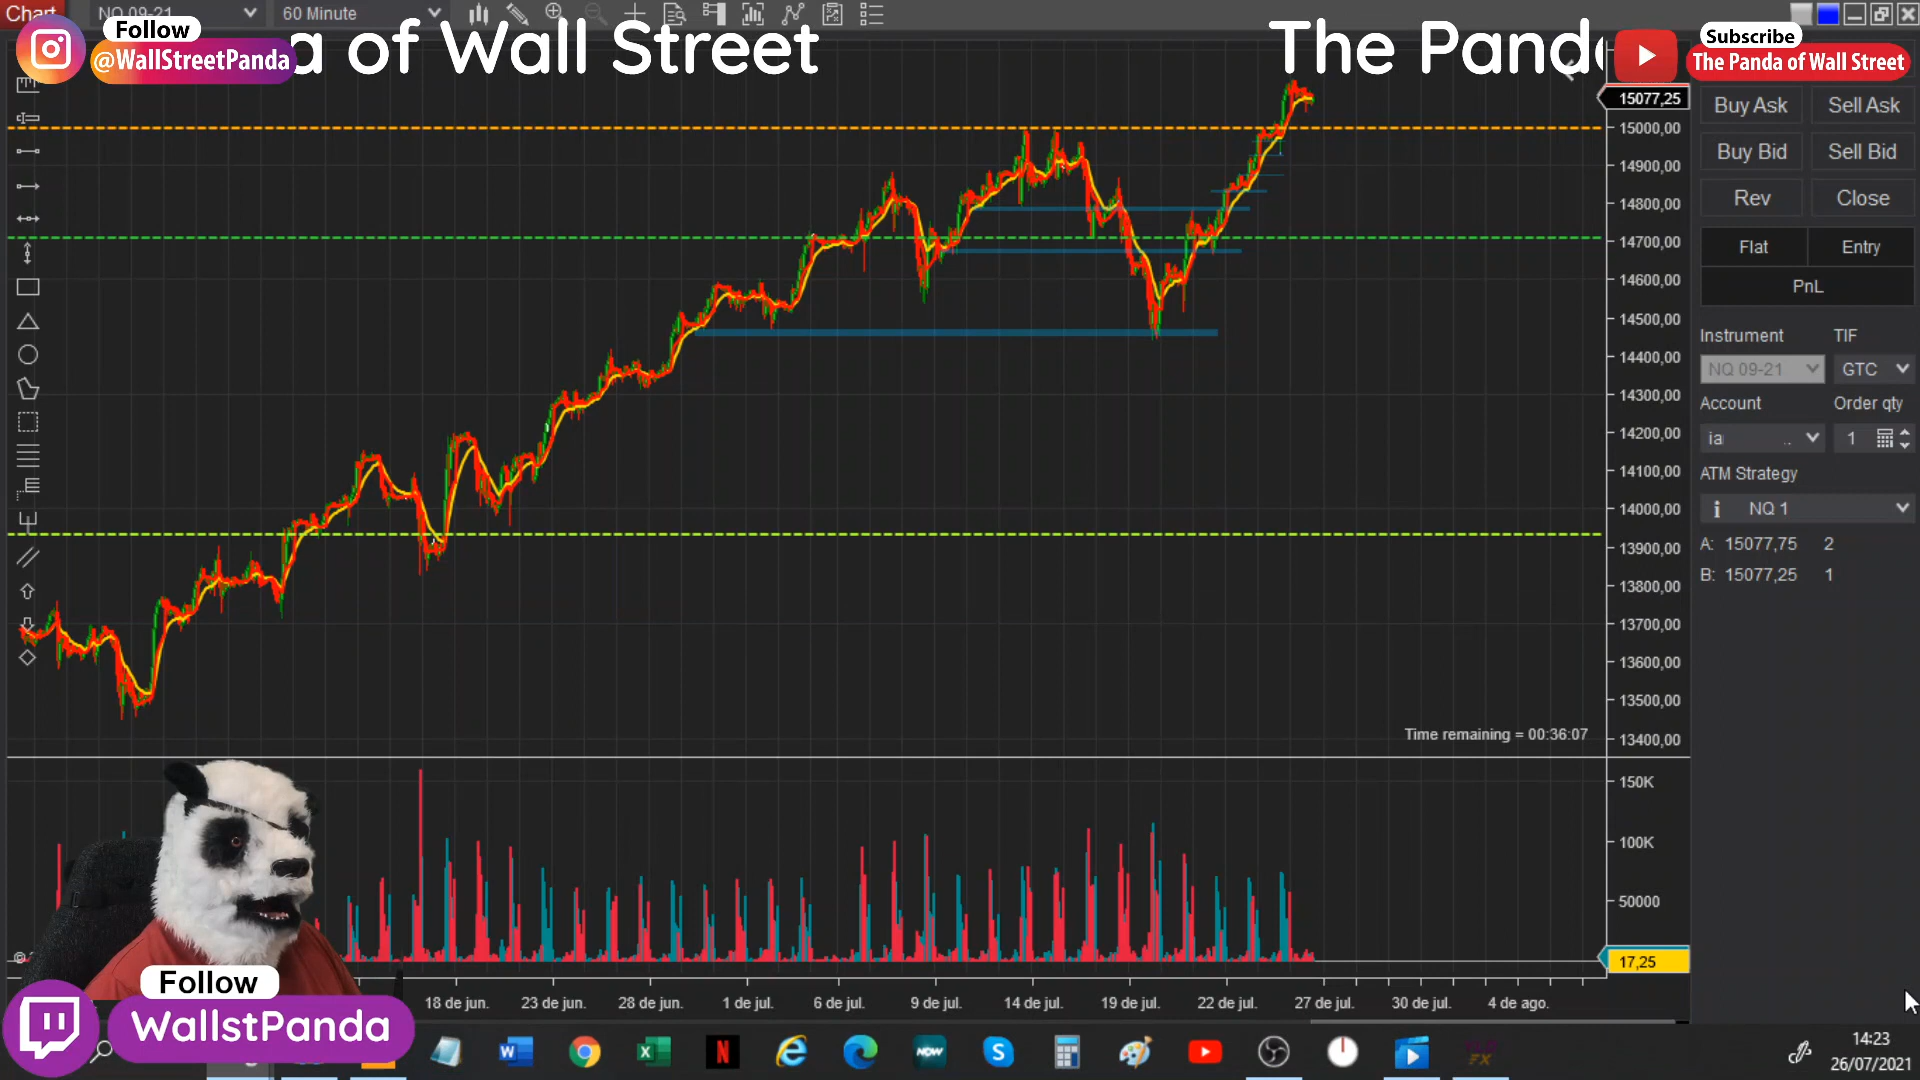 Chart
NQ 09-21
60 Minute
Follow
@WallStreetPanda
a of Wall Street
The Panda
Subscribe
The Panda of Wall Street
15077,25
15000,00
14900,00
14800,00
14700,00
14600,00
14500,00
14400,00
14300,00
14200,00
14100,00
14000,00
13900,00
13800,00
13700,00
13600,00
13500,00
13400,00
Time remaining = 00:36:07
150K
100K
50000
17,25
Buy Ask
Sell Ask
Buy Bid
Sell Bid
Rev
Close
Flat
Entry
PnL
Instrument
TIF
NQ 09-21
GTC
Account
Order qty
ia
..
1
ATM Strategy
NQ 1
A: 15077,75 2
B: 15077,25 1
18 de jun.
23 de jun.
28 de jun.
1 de jul.
6 de jul.
9 de jul.
14 de jul.
19 de jul.
22 de jul.
27 de jul.
30 de jul.
4 de ago.
Follow
WallstPanda
NOW
14:23
26/07/2021